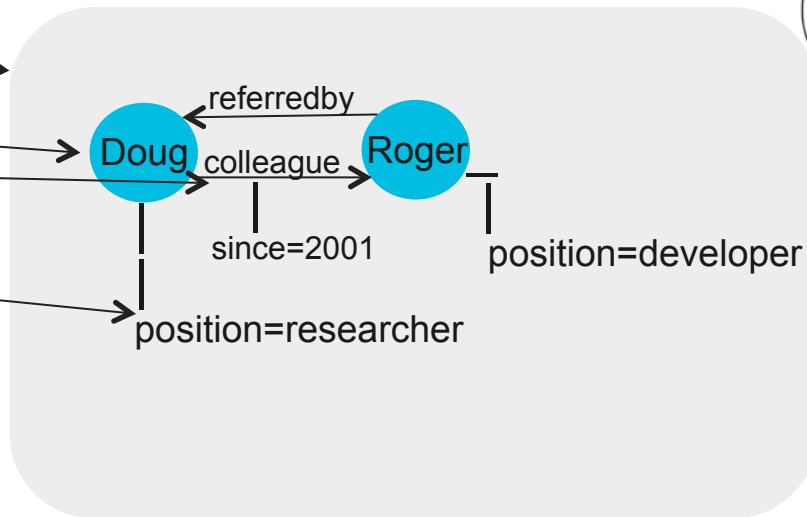 referredby
Doug
colleague
Roger
since=2001
position=developer
position=researcher